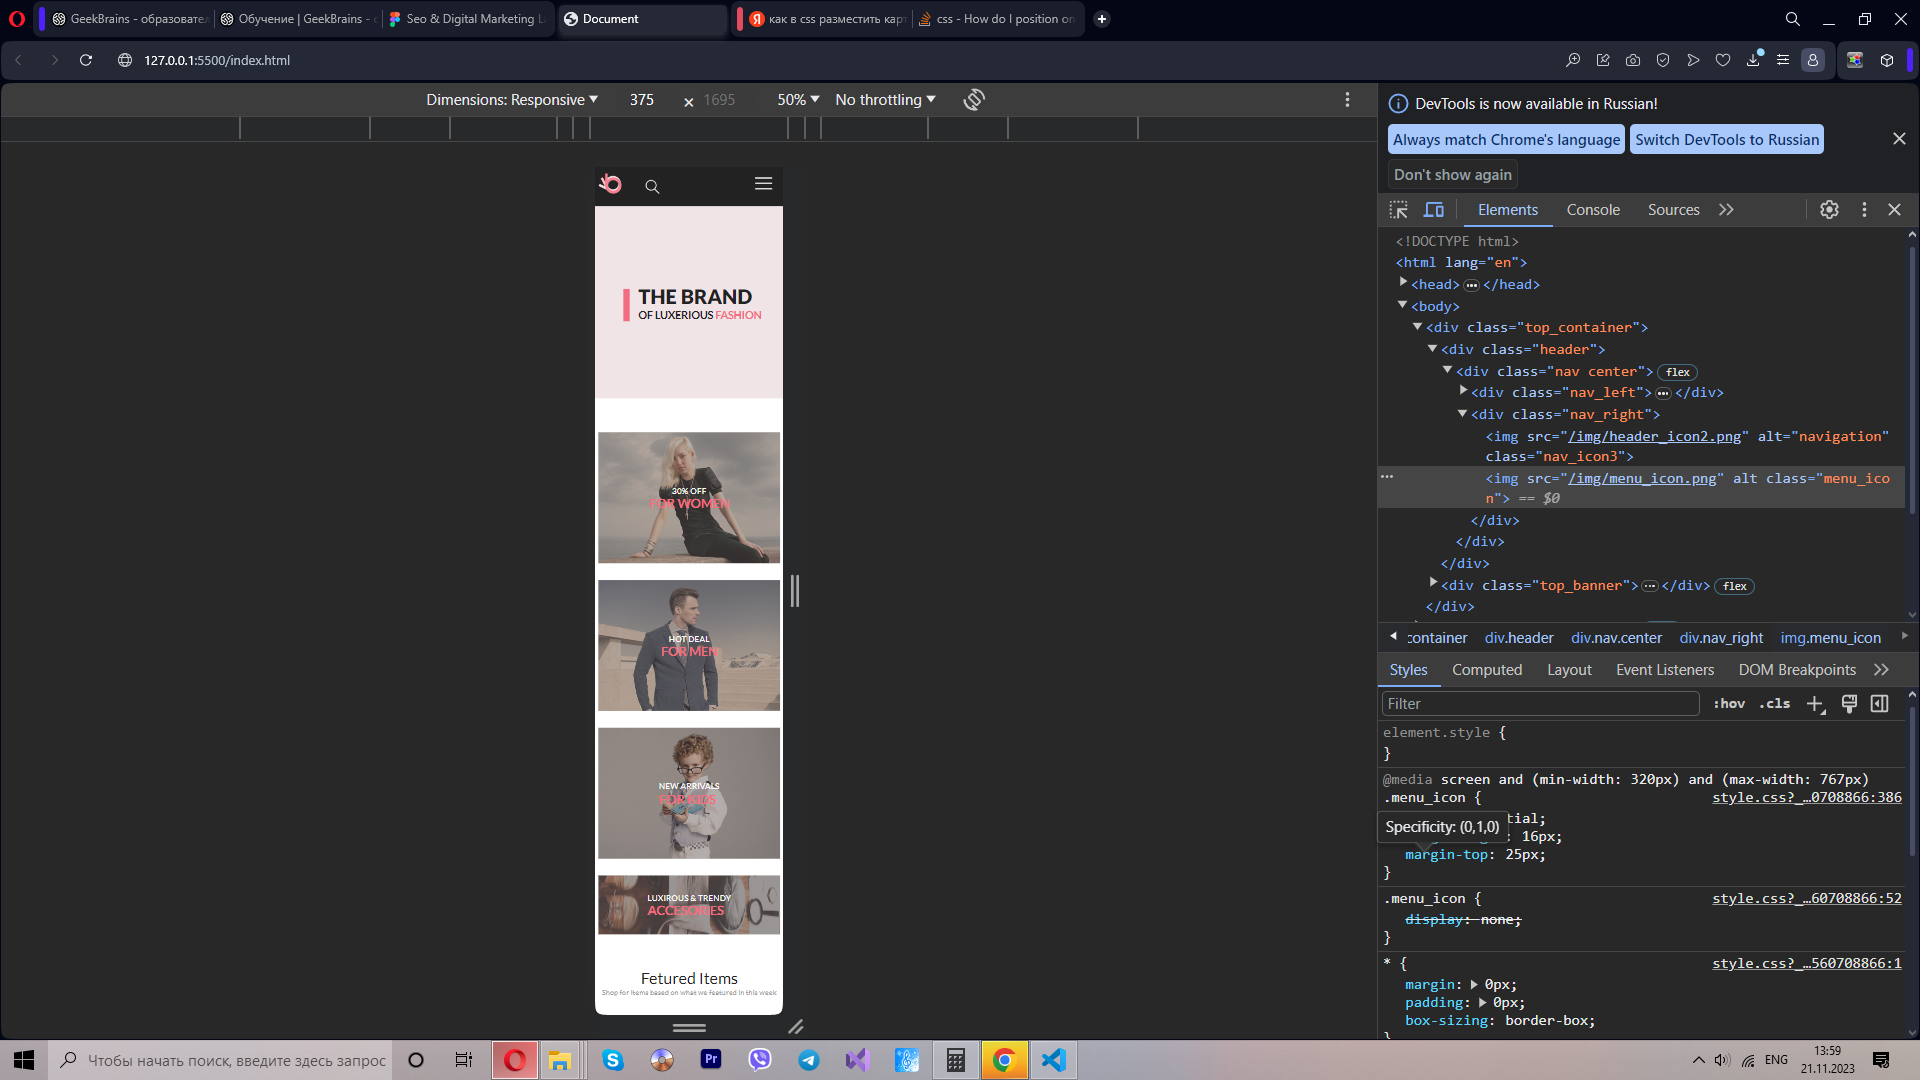 GeekBrains - образовател
Обучение | GeekBrains - о
Seo & Digital Marketing L
Document
как в css разместить карт
css - How do I position on
127.0.0.1:5500/index.html
Dimensions: Responsive
375
×
1695
50%
No throttling
THE BRAND
OF LUXERIOUS FASHION
30% OFF
FOR WOMEN
HOT DEAL
FOR MEN
NEW ARRIVALS
FOR KIDS
LUXIROUS & TRENDY
ACCESORIES
Fetured Items
Shop for items based on what we featured in this week
DevTools is now available in Russian!
Always match Chrome's language
Switch DevTools to Russian
Don't show again
Elements
Console
Sources
<!DOCTYPE html>
<html lang="en">
<head> ••• </head>
<body>
<div class="top_container">
<div class="header">
<div class="nav center"> flex
<div class="nav_left"> ••• </div>
<div class="nav_right">
<img src="/img/header_icon2.png" alt="navigation"
class="nav_icon3">
<img src="/img/menu_icon.png" alt class="menu_ico
n"> == $0
</div>
</div>
</div>
<div class="top_banner"> ••• </div> flex
</div>
container
div.header
div.nav.center
div.nav_right
img.menu_icon
Styles
Computed
Layout
Event Listeners
DOM Breakpoints
Filter
:hov
.cls
element.style {
}
@media screen and (min-width: 320px) and (max-width: 767px)
.menu_icon {
style.css?_…0708866:386
tial;
Specificity: (0,1,0)
: 16px;
margin-top: 25px;
}
.menu_icon {
style.css?_…60708866:52
display: none;
}
* {
style.css?_…560708866:1
margin: 0px;
padding: 0px;
box-sizing: border-box;
}
Чтобы начать поиск, введите здесь запрос
Pr
ENG
13:59
21.11.2023